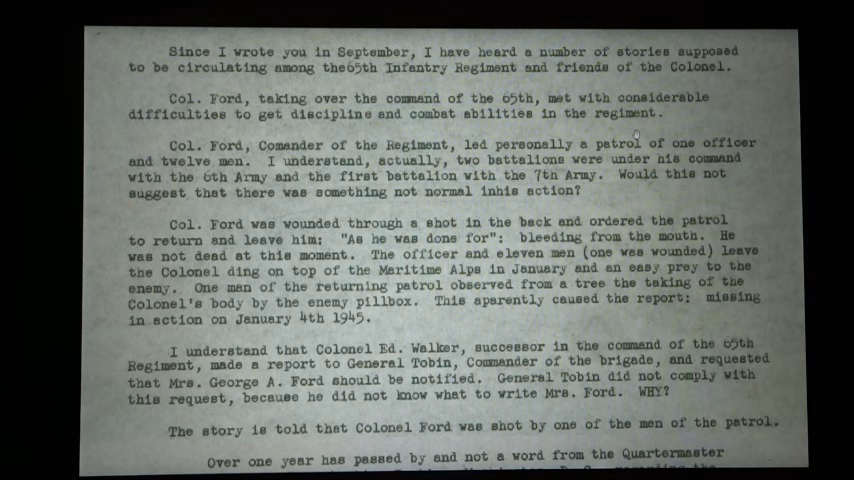 Since I wrote you in September, I have heard a number of stories supposed
to be circulating among the65th Infantry Regiment and friends of the Colonel.
Col. Ford, taking over the command of the 65th, met with considerable
difficulties to get discipline and combat abilities in the regiment.
Col. Ford, Comander of the Regiment, led personally a patrol of one officer
and twelve men. I understand, actually, two battalions were under his command
with the 6th Army and the first battalion with the 7th Army. Would this not
suggest that there was something not normal inhis action?
Col. Ford was wounded through a shot in the back and ordered the patrol
to return and leave him: "As he was done for": bleeding from the mouth. He
was not dead at this moment. The officer and eleven men (one was wounded) leave
the Colonel ding on top of the Maritime Alps in January and an easy prey to the
enemy. One man of the returning patrol observed from a tree the taking of the
Colonel's body by the enemy pillbox. This aparently caused the report: missing
in action on January 4th 1945.
I understand that Colonel Ed. Walker, successor in the command of the 65th
Regiment, made a report to General Tobin, Commander of the brigade, and requested
that Mrs. George A. Ford should be notified. General Tobin did not comply with
this request, because he did not know what to write Mrs. Ford. WHY?
The story is told that Colonel Ford was shot by one of the men of the patrol.
Over one year has passed by and not a word from the Quartermaster